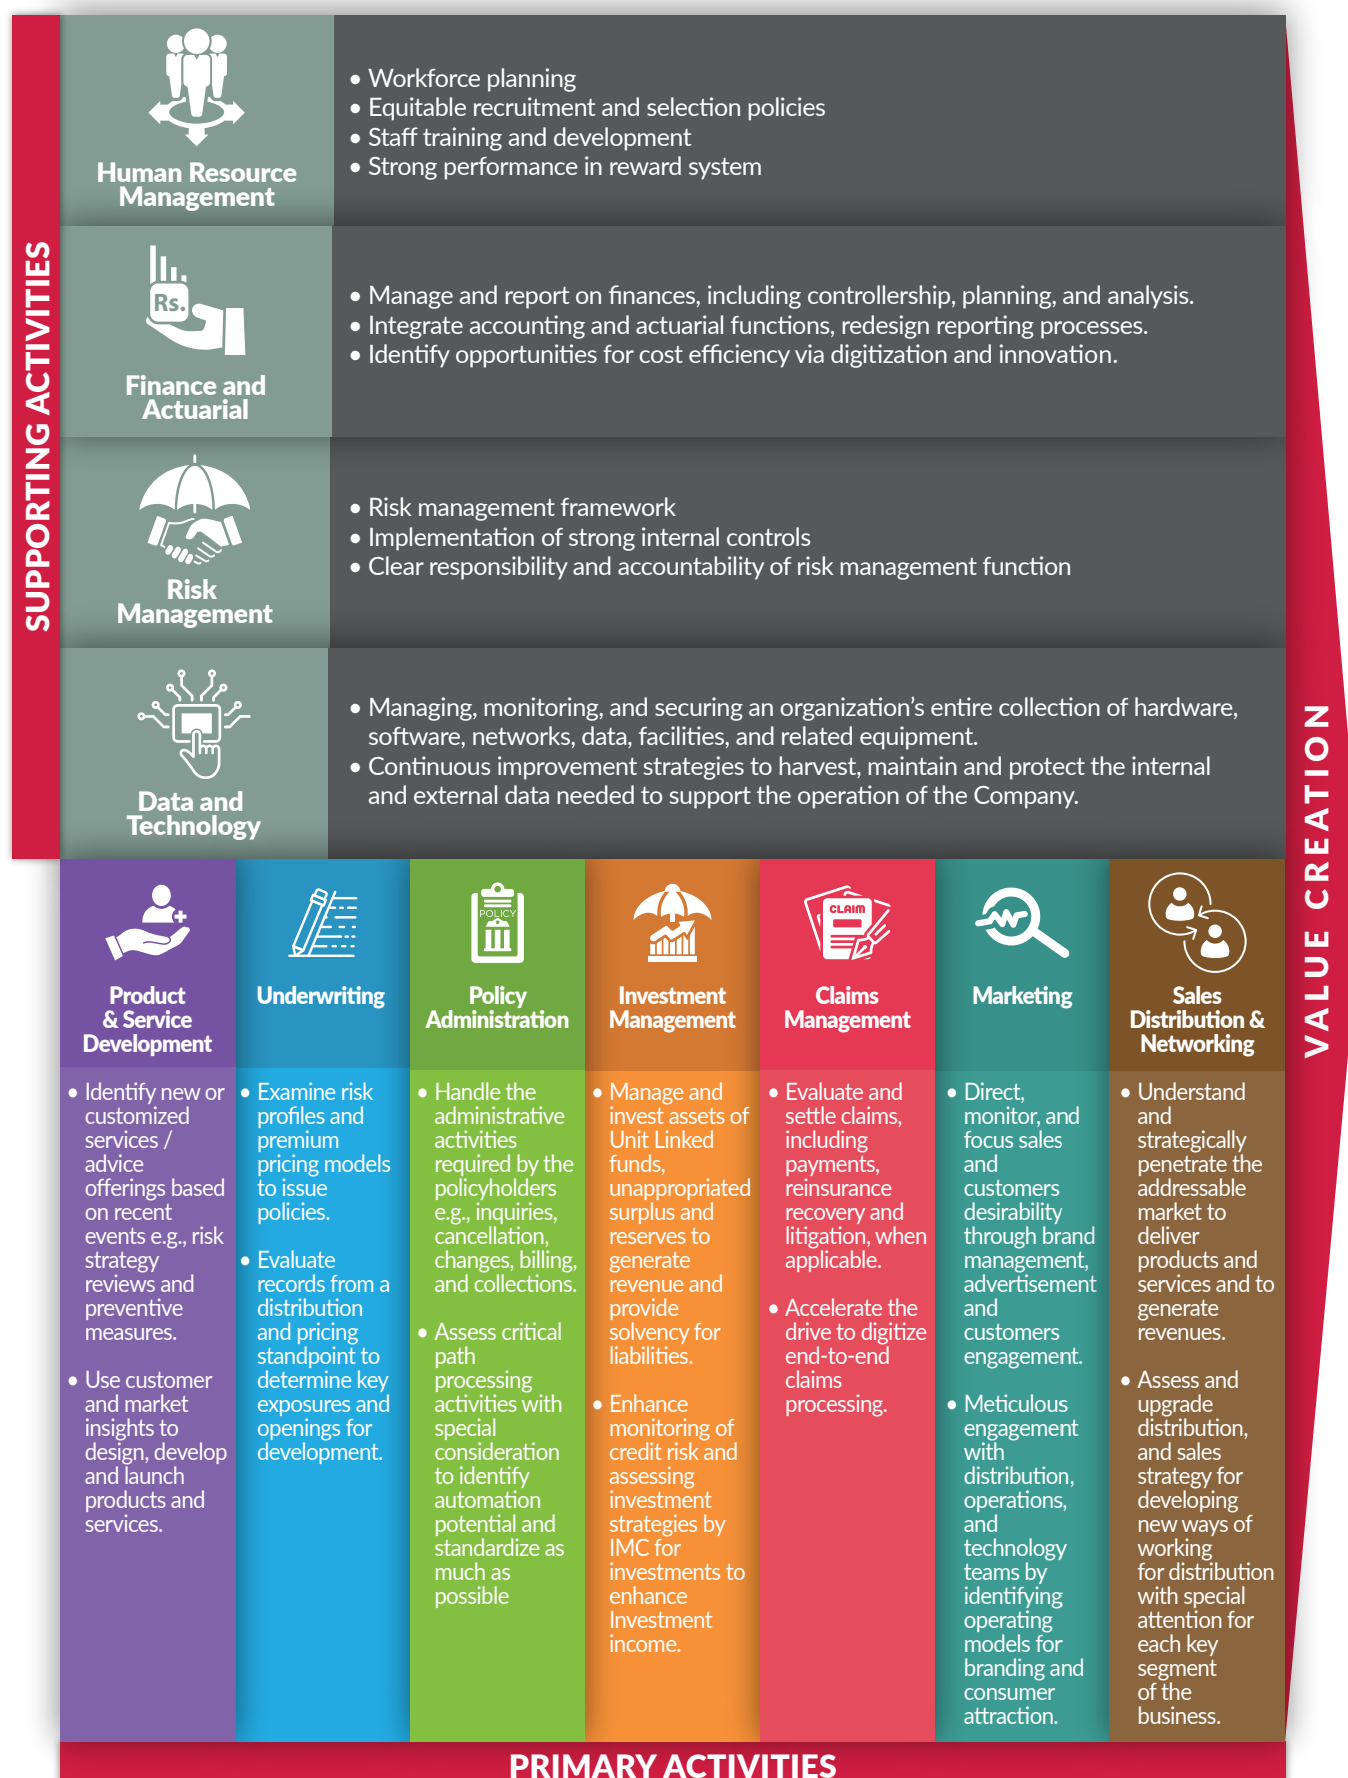 SUPPORTING ACTIVITIES
Human Resource
Management
• Workforce planning
• Equitable recruitment and selection policies
• Staff training and development
• Strong performance in reward system
Rs.
Finance and
Actuarial
• Manage and report on finances, including controllership, planning, and analysis.
• Integrate accounting and actuarial functions, redesign reporting processes.
• Identify opportunities for cost efficiency via digitization and innovation.
Risk
Management
• Risk management framework
• Implementation of strong internal controls
• Clear responsibility and accountability of risk management function
Data and
Technology
• Managing, monitoring, and securing an organization's entire collection of hardware,
software, networks, data, facilities, and related equipment.
• Continuous improvement strategies to harvest, maintain and protect the internal
and external data needed to support the operation of the Company.
VALUE CREATION
Product
& Service
Development
• Identify new or
customized
services /
advice
offerings based
on recent
events e.g., risk
strategy
reviews and
preventive
measures.
• Use customer
and market
insights to
design, develop
and launch
products and
services.
Underwriting
• Examine risk
profiles and
premium
pricing models
to issue
policies.
• Evaluate
records from a
distribution
and pricing
standpoint to
determine key
exposures and
openings for
development.
POLICY
Policy
Administration
• Handle the
administrative
activities
required by the
policyholders
e.g., inquiries,
cancellation,
changes, billing,
and collections.
• Assess critical
path
processing
activities with
special
consideration
to identify
automation
potential and
standardize as
much as
possible
Investment
Management
• Manage and
invest assets of
Unit Linked
funds,
unappropriated
surplus and
reserves to
generate
revenue and
provide
solvency for
liabilities.
• Enhance
monitoring of
credit risk and
assessing
investment
strategies by
IMC for
investments to
enhance
Investment
income.
CLAIM
Claims
Management
• Evaluate and
settle claims,
including
payments,
reinsurance
recovery and
litigation, when
applicable.
• Accelerate the
drive to digitize
end-to-end
claims
processing.
Marketing
• Direct,
monitor, and
focus sales
and
customers
desirability
through brand
management,
advertisement
and
customers
engagement.
• Meticulous
engagement
with
distribution,
operations,
and
technology
teams by
identifying
operating
models for
branding and
consumer
attraction.
Sales
Distribution &
Networking
• Understand
and
strategically
penetrate the
addressable
market to
deliver
products and
services and to
generate
revenues.
• Assess and
upgrade
distribution,
and sales
strategy for
developing
new ways of
working
for distribution
with special
attention for
each key
segment
of the
business.
PRIMARY ACTIVITIES